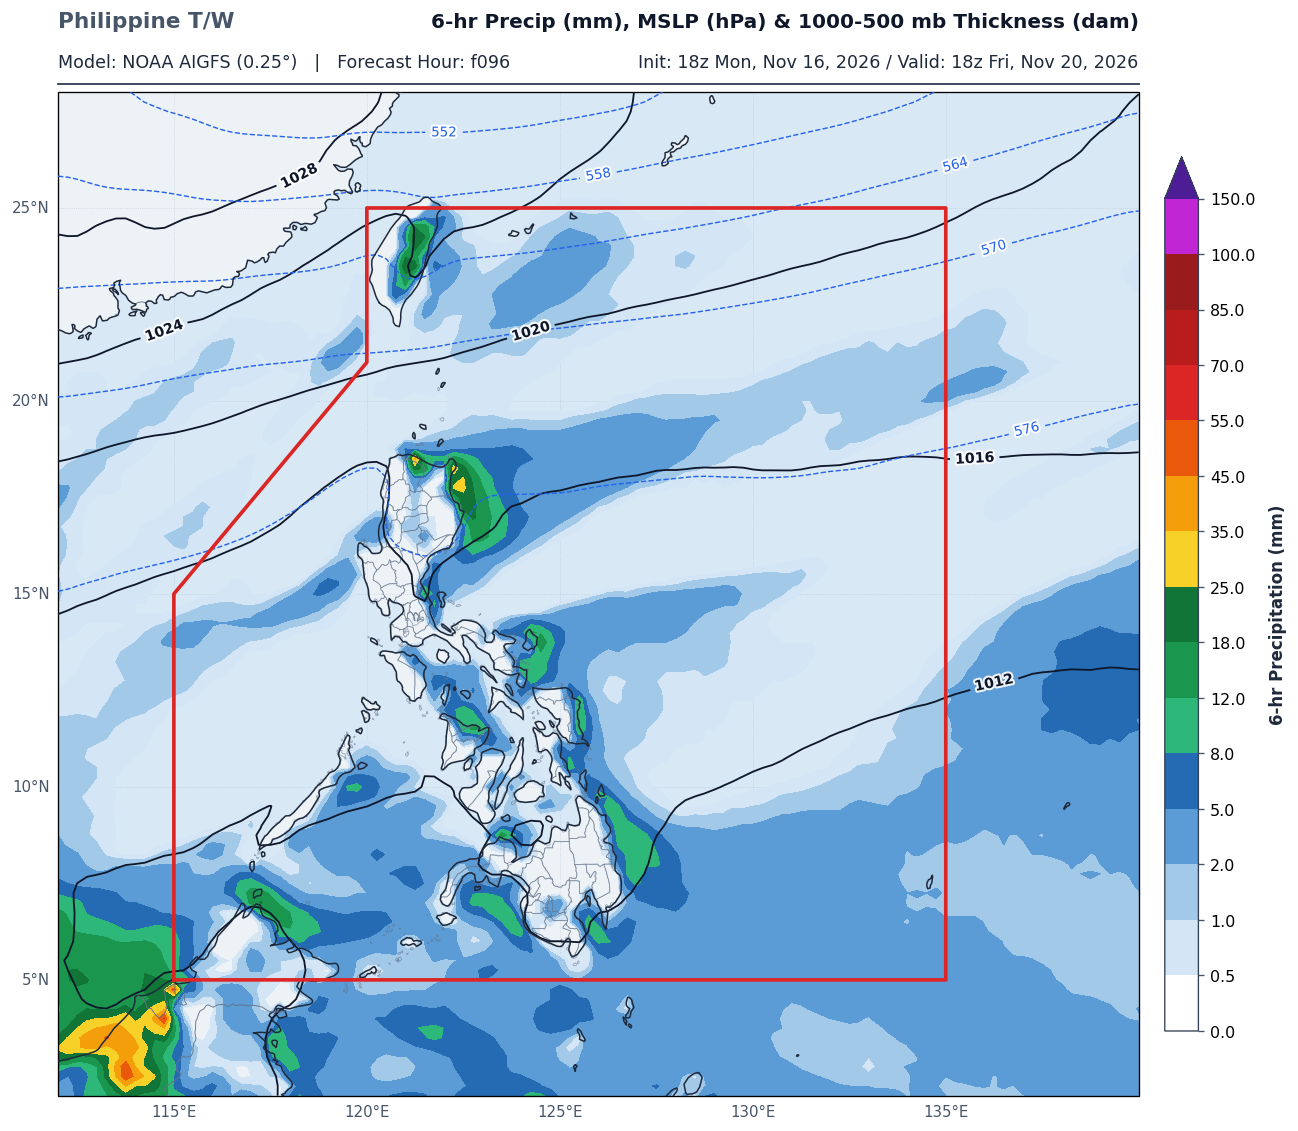 Philippine T/W
6-hr Precip (mm), MSLP (hPa) & 1000-500 mb Thickness (dam)
Model: NOAA AIGFS (0.25°) | Forecast Hour: f096
Init: 18z Mon, Nov 16, 2026 / Valid: 18z Fri, Nov 20, 2026
552
1028
558
564
25°N
570
1024
1020
20°N
576
1016
15°N
1012
10°N
5°N
115°E
120°E
125°E
130°E
135°E
150.0
100.0
85.0
70.0
55.0
45.0
35.0
25.0
18.0
12.0
8.0
5.0
2.0
1.0
0.5
0.0
6-hr Precipitation (mm)